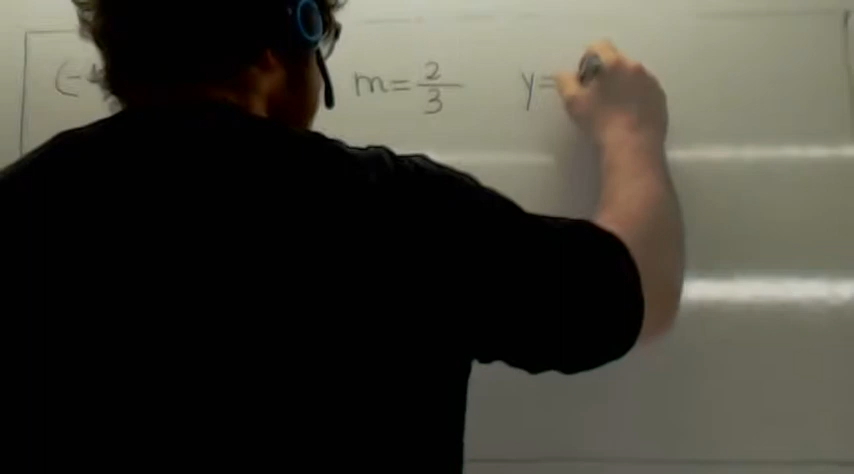 (- m = 2/3 y =